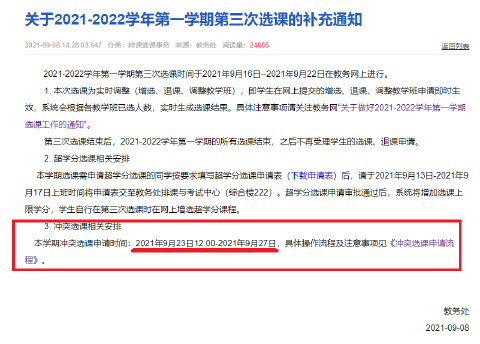 关于2021-2022学年第一学期第三次选课的补充通知
2021-09-08 14:28:03.647 分类：排课选课事务 来源：教务处 阅读量：24885
返回列表
2021-2022学年第一学期第三次选课时间于2021年9月16日--2021年9月22日在教务网上进行。
1. 本次选课为实时调整（增选、退课、调整教学班），即学生在网上提交的增选、退课、调整教学班申请即时生
效，系统会根据各教学班已选人数，实时生成选课结果。具体注意事项请关注教务网“关于做好2021-2022学年第一学期
选课工作的通知”。
第三次选课结束后，2021-2022学年第一学期的所有选课结束，之后不再受理学生的选课、退课申请。
2. 超学分选课相关安排
本学期选课需申请超学分选课的同学按要求填写超学分选课申请表（下载申请表）后，请于2021年9月13日-2021年9
月17日上班时间将申请表交至教务处排课与考试中心（综合楼222）。超学分选课申请审批通过后，系统将增加选课上
限学分，学生自行在第三次选课时在网上增选超学分课程。
3. 冲突选课相关安排
本学期冲突选课申请时间：2021年9月23日12:00-2021年9月27日，具体操作流程及注意事项见《冲突选课申请流
程》。
教务处
2021-09-08